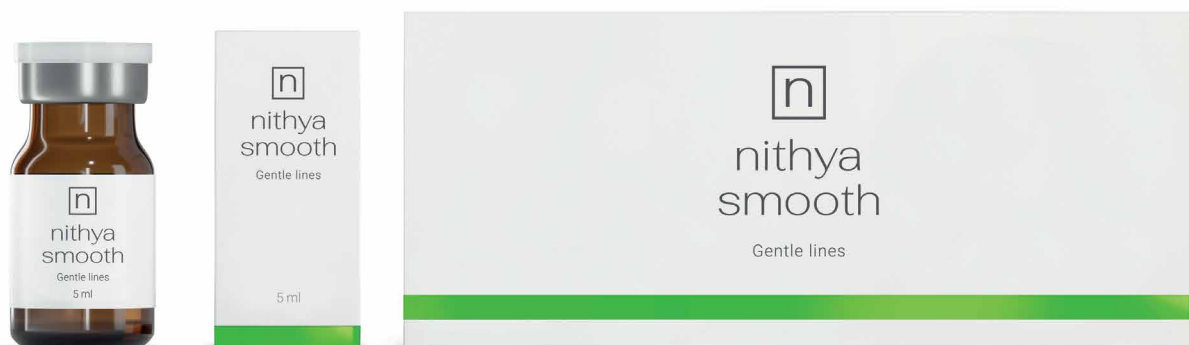 n
nithya
smooth
Gentle lines
5 ml
n
nithya
smooth
Gentle lines
5 ml
n
nithya
smooth
Gentle lines